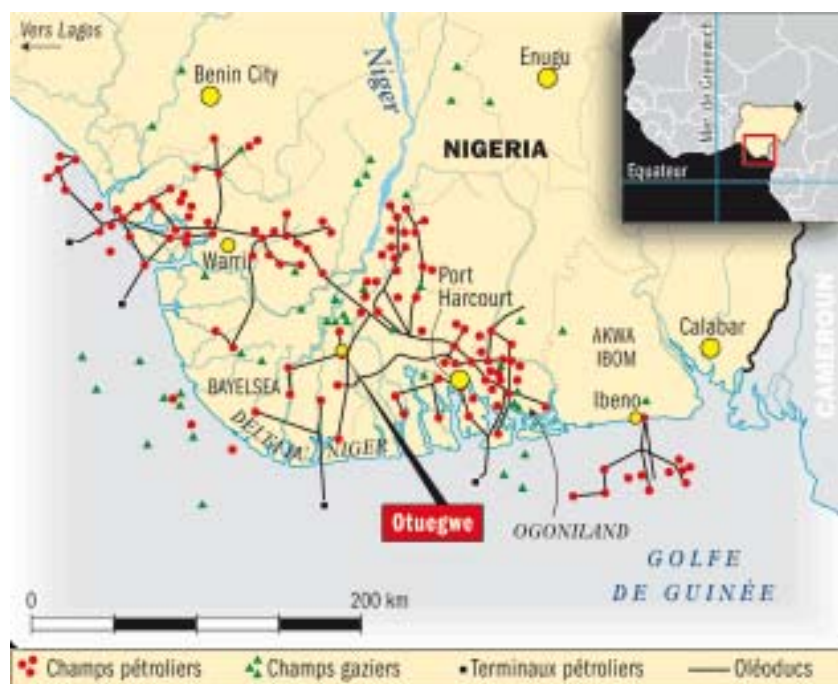 Vers Lagos
Benin City
Niger
Enugu
NIGERIA
Mer. de Greenwich
Equateur
Warri
Port
Harcourt
AKWA
IBOM
Calabar
CAMEROUN
BAYELSEA
Ibeno
DELTA DU NIGER
Otuegwe
OGONILAND
GOLFE
DE GUINÉE
0 200 km
Champs pétroliers Champs gaziers Terminaux pétroliers Oléoducs